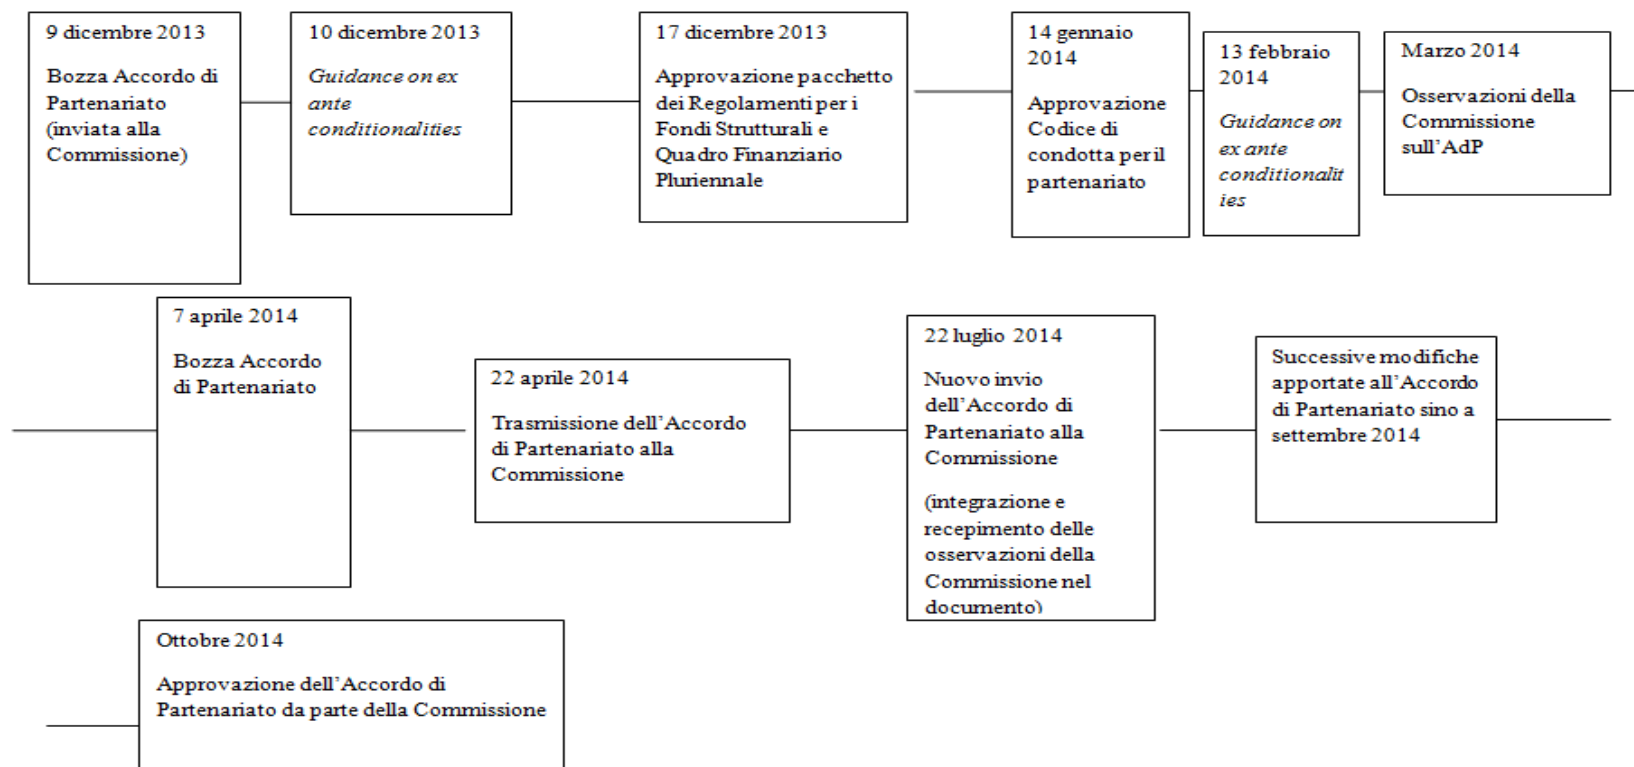 9 dicembre 2013
Bozza Accordo di
Partenariato
(inviata alla
Commissione)
10 dicembre 2013
Guidance on ex
ante
conditionalities
17 dicembre 2013
Approvazione pacchetto
dei Regolamenti per i
Fondi Strutturali e
Quadro Finanziario
Pluriennale
14 gennaio
2014
Approvazione
Codice di
condotta per il
partenariato
13 febbraio
2014
Guidance on
ex ante
conditionalit
ies
Marzo 2014
Osservazioni della
Commissione
sull'AdP
7 aprile 2014
Bozza Accordo
di Partenariato
22 aprile 2014
Trasmissione dell'Accordo
di Partenariato alla
Commissione
22 luglio 2014
Nuovo invio
dell'Accordo di
Partenariato alla
Commissione
(integrazione e
recepimento delle
osservazioni della
Commissione nel
documento)
Successive modifiche
apportate all'Accordo
di Partenariato sino a
settembre 2014
Ottobre 2014
Approvazione dell'Accordo di
Partenariato da parte della Commissione